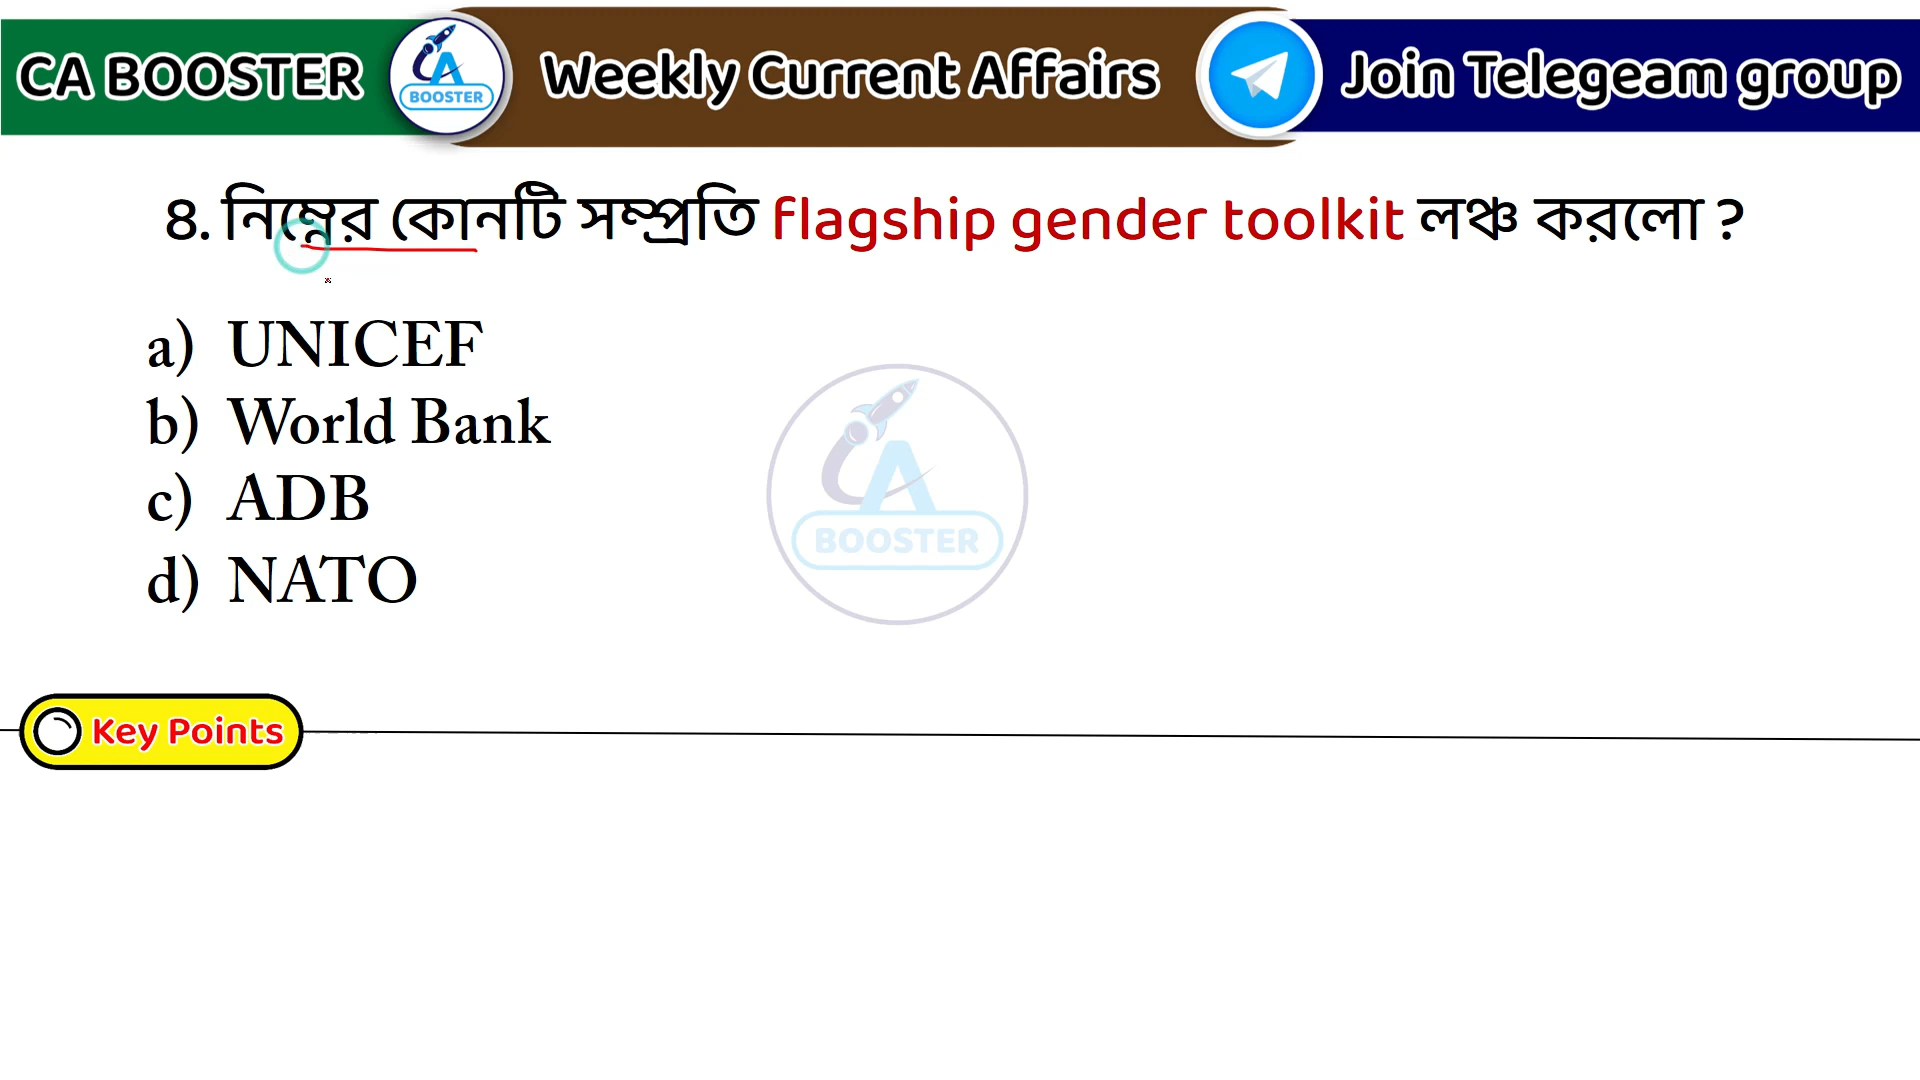 CA BOOSTER
CA
BOOSTER
Weekly Current Affairs
Join Telegeam group
৪. নিম্নের কোনটি সম্প্রতি flagship gender toolkit লঞ্চ করলো ?
a) UNICEF
b) World Bank
c) ADB
d) NATO
CA
BOOSTER
Key Points